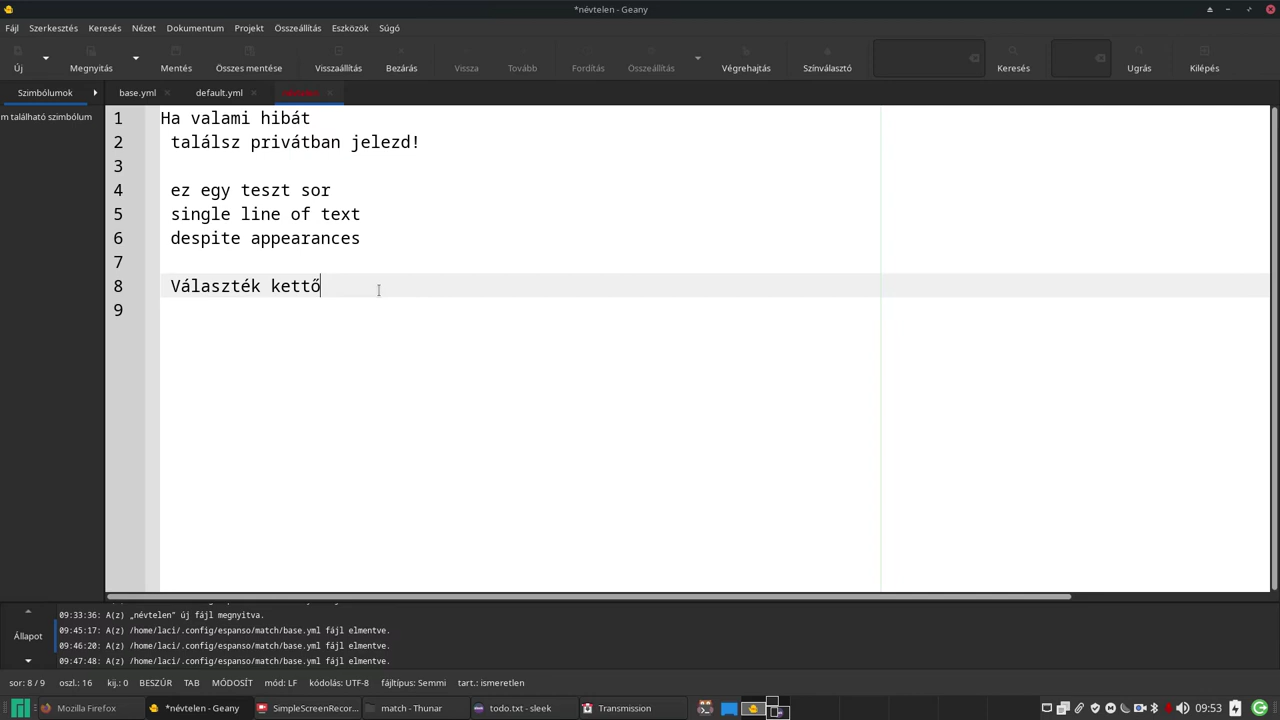 *névtelen - Geany
Fájl Szerkesztés Keresés Nézet Dokumentum Projekt Összeállítás Eszközök Súgó
Új Megnyitás Mentés Összes mentése Visszaállítás Bezárás Vissza Tovább Fordítás Összeállítás Végrehajtás Színválasztó Keresés Ugrás Kilépés
Szimbólumok base.yml default.yml
m található szimbólum
1 Ha valami hibát
2 találsz privátban jelezd!
3
4 ez egy teszt sor
5 single line of text
6 despite appearances
7
8 Választék kettő
9
Állapot
09:33:36: A(z) „névtelen” új fájl megnyitva.
09:45:17: A(z) /home/laci/.config/espanso/match/base.yml fájl elmentve.
09:46:20: A(z) /home/laci/.config/espanso/match/base.yml fájl elmentve.
09:47:48: A(z) /home/laci/.config/espanso/match/base.yml fájl elmentve.
sor: 8 / 9 oszl.: 16 kij.: 0 BESZÚR TAB MÓDOSÍT mód: LF kódolás: UTF-8 fájltípus: Semmi tart.: ismeretlen
Mozilla Firefox *névtelen - Geany SimpleScreenRecor... match - Thunar todo.txt - sleek Transmission 09:53